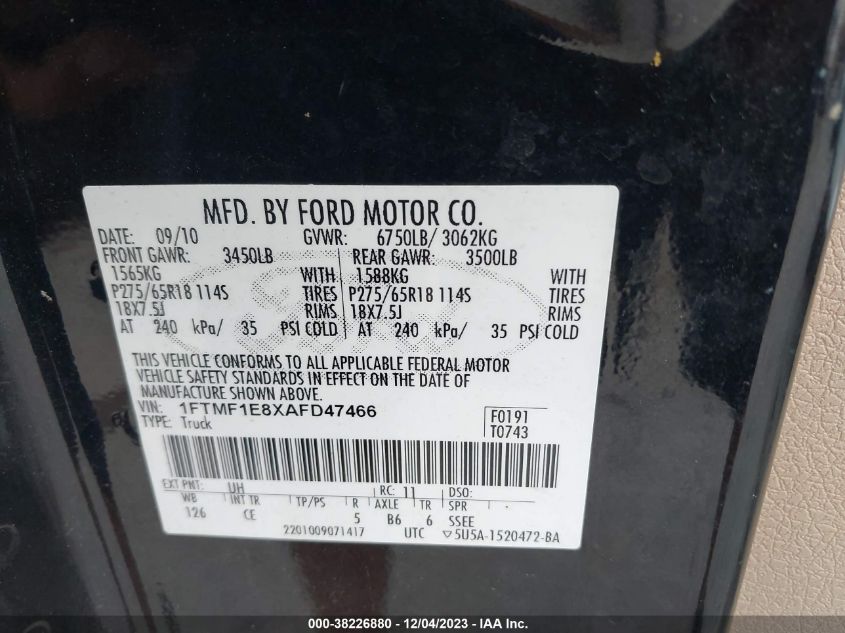 MFD. BY FORD MOTOR CO.
DATE: 09/10 GVWR: 6750LB/ 3062KG
FRONT GAWR: 3450LB REAR GAWR: 3500LB
1565KG WITH 1588KG WITH
P275/65R18 114S TIRES P275/65R18 114S TIRES
18X7.5J RIMS 18X7.5J RIMS
AT 240 kPa/ 35 PSI COLD AT 240 kPa/ 35 PSI COLD
THIS VEHICLE CONFORMS TO ALL APPLICABLE FEDERAL MOTOR
VEHICLE SAFETY STANDARDS IN EFFECT ON THE DATE OF
MANUFACTURE SHOWN ABOVE.
VIN: 1FTMF1E8XAFD47466 F0191
TYPE: Truck T0743
EXT PNT: UH RC: 11 DSO:
WB INT TR TP/PS R AXLE TR SPR
126 CE 5 B6 6 SSEE
2201009071417 UTC ▽5U5A-1520472-BA
000-38226880 - 12/04/2023 - IAA Inc.